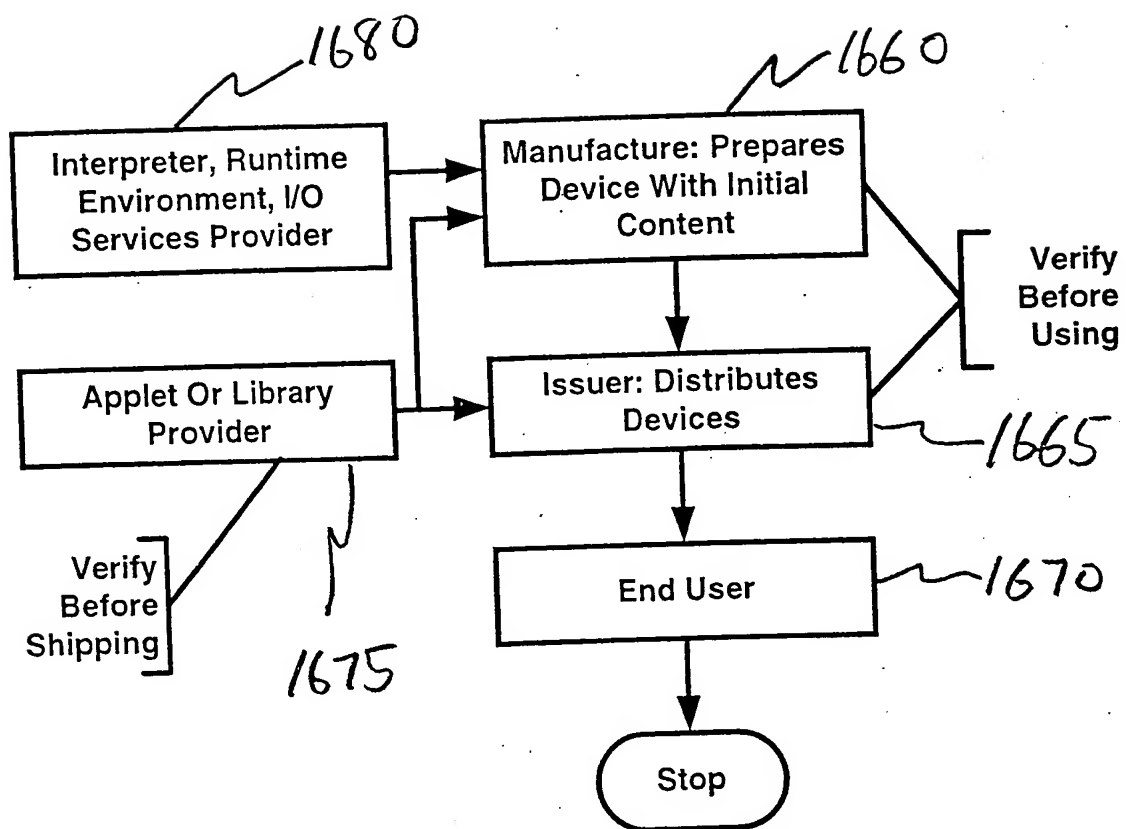 1680
1660
Interpreter, Runtime
Environment, I/O
Services Provider
Manufacture: Prepares
Device With Initial
Content
Verify
Before
Using
Applet Or Library
Provider
Issuer: Distributes
Devices
1665
Verify
Before
Shipping
1675
End User
1670
Stop